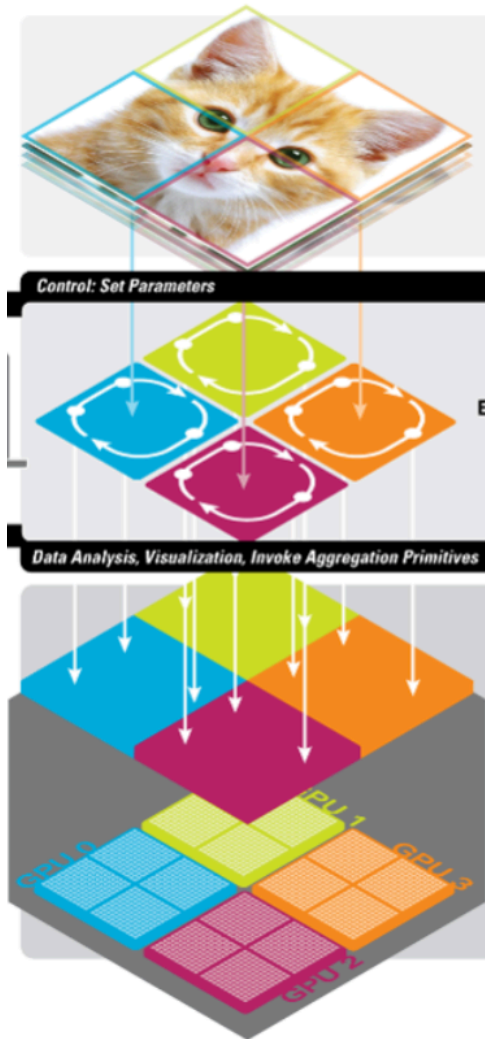 Control: Set Parameters
E
Data Analysis, Visualization, Invoke Aggregation Primitives
GPU 1
GPU 0
GPU 3
GPU 2